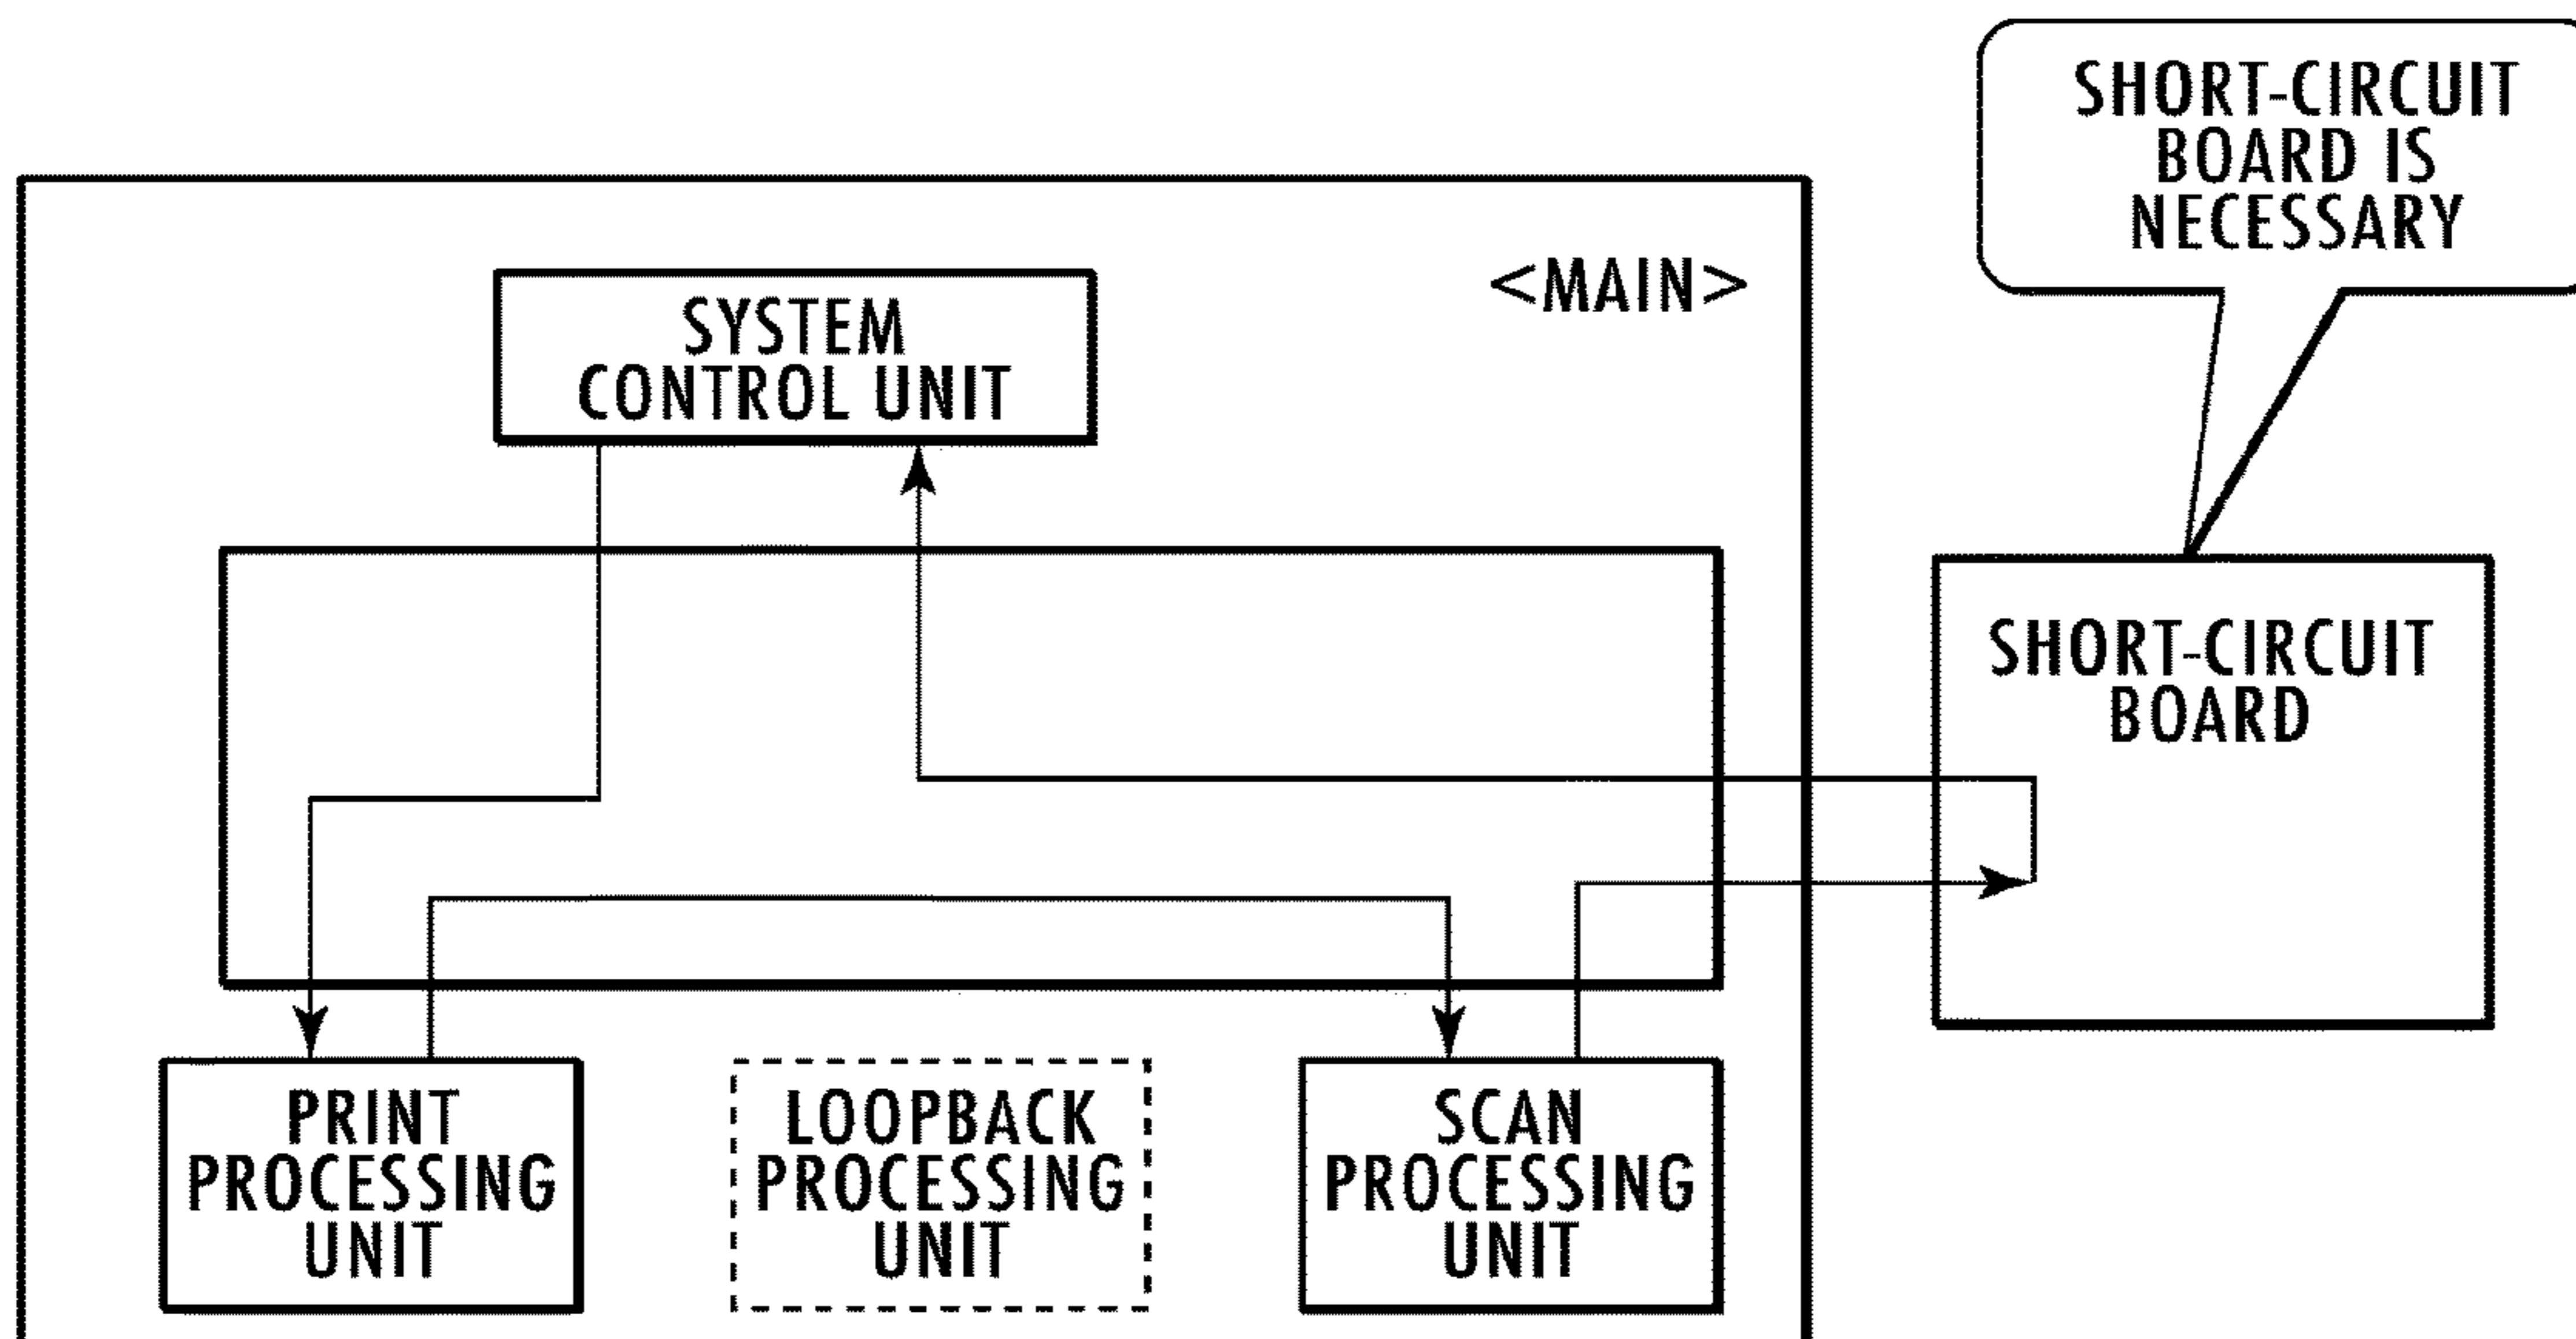 SHORT-CIRCUIT
BOARD IS
NECESSARY
<MAIN>
SYSTEM
CONTROL UNIT
SHORT-CIRCUIT
BOARD
PRINT
PROCESSING
UNIT
LOOPBACK
PROCESSING
UNIT
SCAN
PROCESSING
UNIT